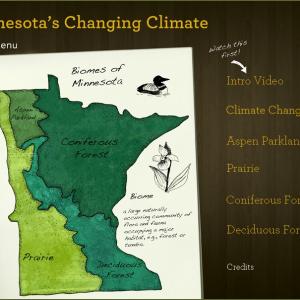 nesota's Changing Climate
enu
Watch this
first!
Biomes of
Minnesota
Intro Video
Climate Chang
Aspen
Parkland
Aspen Parklan
Coniferous
Forest
Prairie
Biome
a large naturally
occurring community of
flora and fauna
occupying a major
habitat, e.g., forest or
tundra.
Coniferous Fo
Deciduous For
Prairie
Deciduous
Forest
Credits